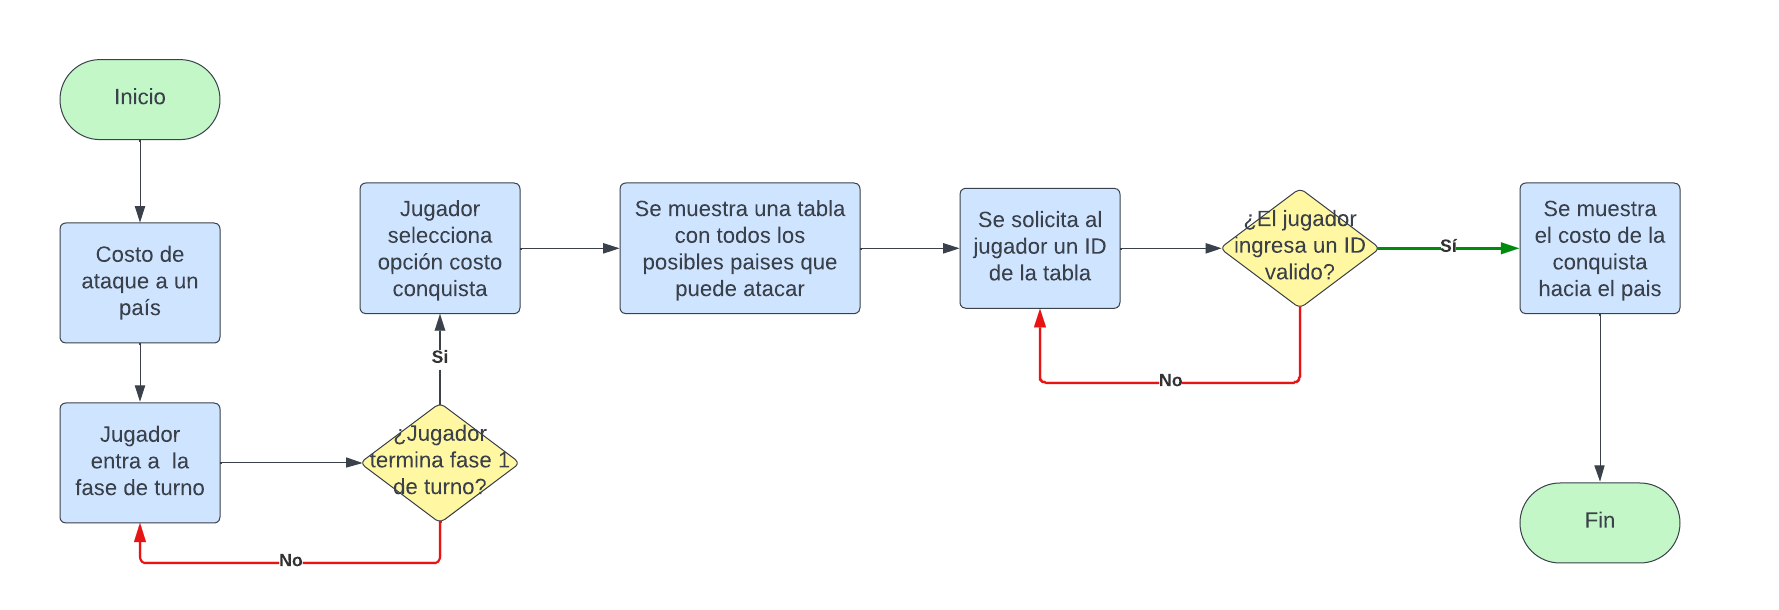 Inicio
Costo de
ataque a un
país
Jugador
entra a  la
fase de turno
No
¿Jugador
termina fase 1
de turno?
Si
Jugador
selecciona
opción costo
conquista
Se muestra una tabla
con todos los
posibles paises que
puede atacar
Se solicita al
jugador un ID
de la tabla
¿El jugador
ingresa un ID
valido?
No
Sí
Se muestra
el costo de la
conquista
hacia el pais
Fin